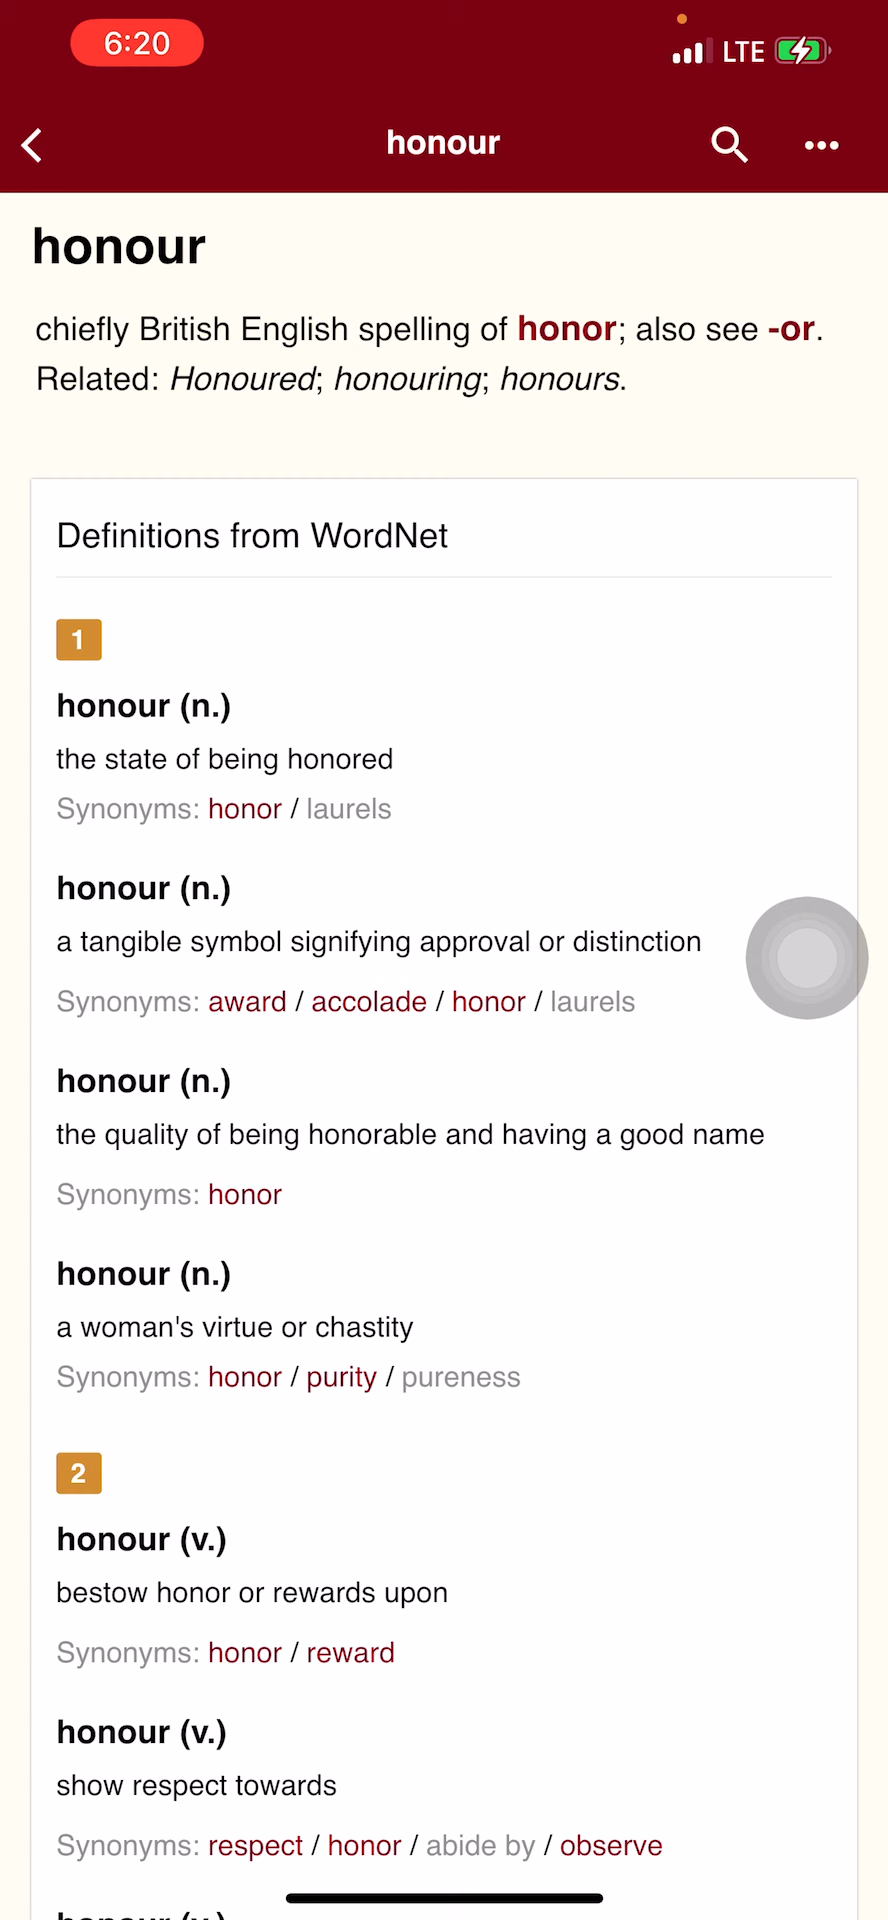 6:20
LTE
honour
honour
chiefly British English spelling of honor; also see -or.
Related: Honoured; honouring; honours.
Definitions from WordNet
1
honour (n.)
the state of being honored
Synonyms: honor / laurels
honour (n.)
a tangible symbol signifying approval or distinction
Synonyms: award / accolade / honor / laurels
honour (n.)
the quality of being honorable and having a good name
Synonyms: honor
honour (n.)
a woman's virtue or chastity
Synonyms: honor / purity / pureness
2
honour (v.)
bestow honor or rewards upon
Synonyms: honor / reward
honour (v.)
show respect towards
Synonyms: respect / honor / abide by / observe
honour (v.)